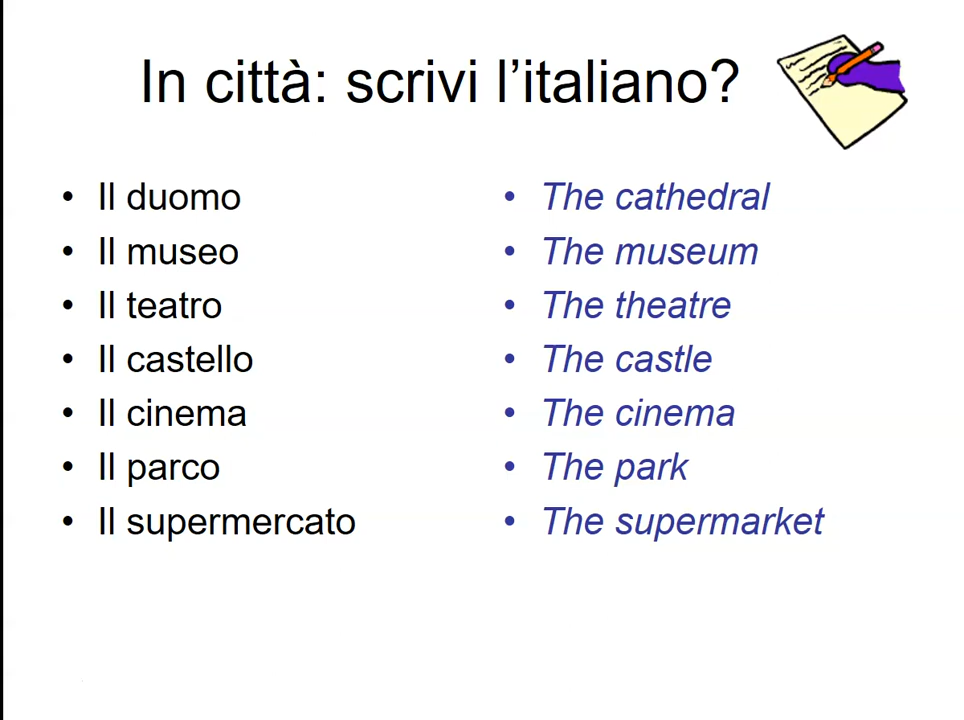 In città: scrivi l’italiano?
• Il duomo
• Il museo
• Il teatro
• Il castello
• Il cinema
• Il parco
• Il supermercato
• The cathedral
• The museum
• The theatre
• The castle
• The cinema
• The park
• The supermarket